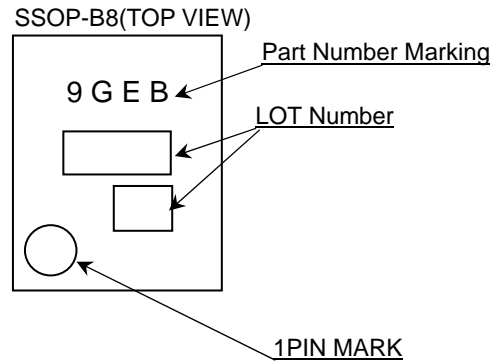 SSOP-B8(TOP VIEW)
Part Number Marking
9 G E B
LOT Number
1PIN MARK